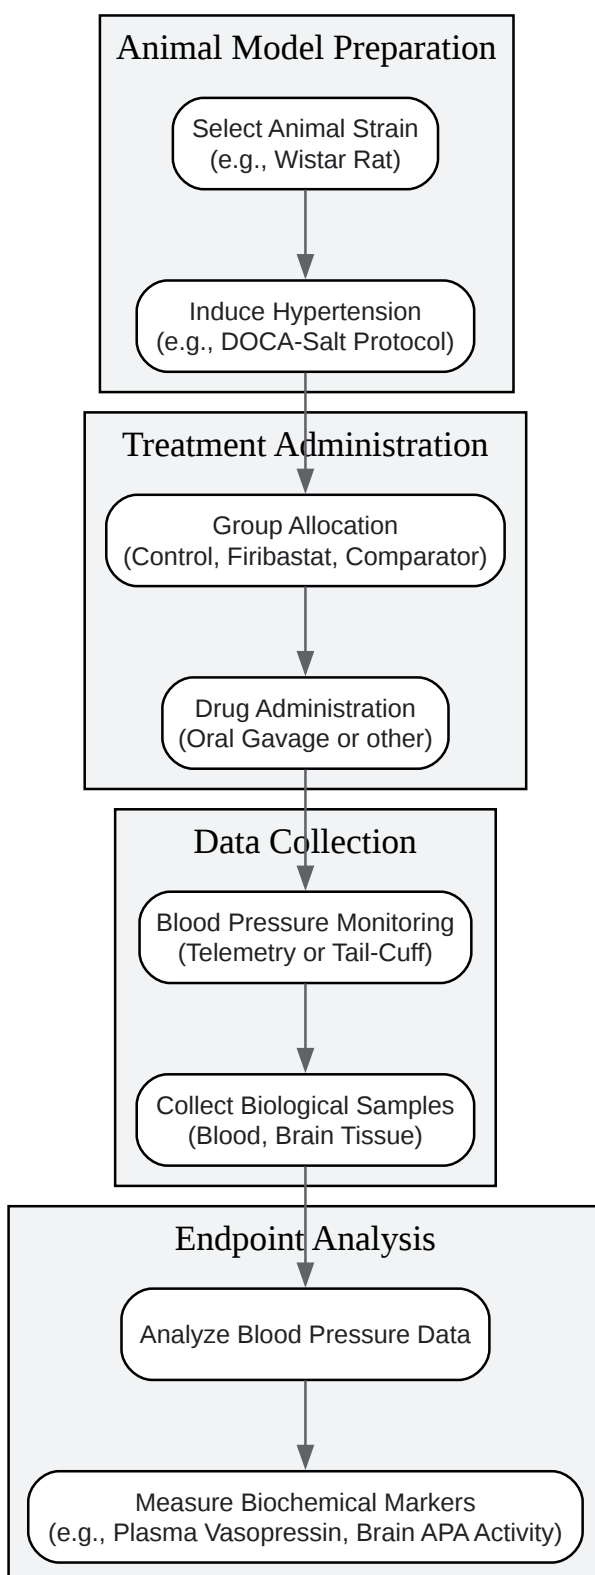 Animal Model Preparation
Select Animal Strain
(e.g., Wistar Rat)
Induce Hypertension
(e.g., DOCA-Salt Protocol)
Treatment Administration
Group Allocation
(Control, Firibastat, Comparator)
Drug Administration
(Oral Gavage or other)
Data Collection
Blood Pressure Monitoring
(Telemetry or Tail-Cuff)
Collect Biological Samples
(Blood, Brain Tissue)
Endpoint Analysis
Analyze Blood Pressure Data
Measure Biochemical Markers
(e.g., Plasma Vasopressin, Brain APA Activity)